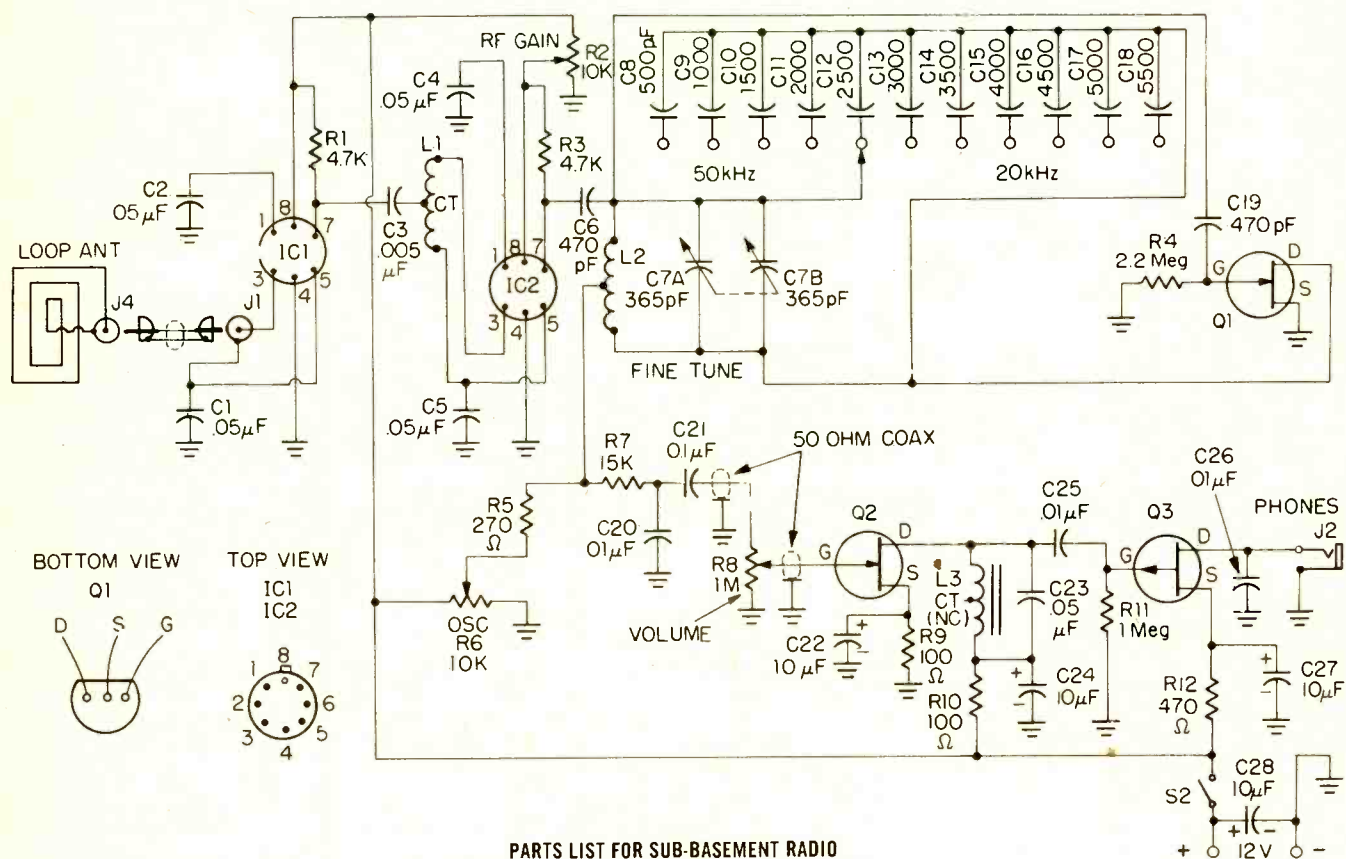 RF GAIN
R2
10K
C4
.05µF
R1
4.7K
L1
R3
4.7K
C2
05µF
1
8
7
IC1
3
4
5
C3
.005
µF
CT
1
8
7
IC2
3
4
5
C6
470
pF
L2
C8
500pF
C9
1000
C10
1500
C11
2000
C12
2500
C13
3000
C14
3500
C15
4000
C16
4500
C17
5000
C18
5500
50kHz
20kHz
C7A
365pF
C7B
365pF
FINE TUNE
C19
470pF
R4
2.2 Meg
G
D
S
Q1
LOOP ANT
J4
J1
C1
.05µF
C5
.05µF
R7
15K
C21
0.1µF
50 OHM COAX
R5
270
Ω
C20
.01µF
R8
1M
VOLUME
OSC
R6
10K
G
Q2
D
S
C22
10µF
+
-
R9
100
Ω
L3
CT
(NC)
C23
.05
µF
R10
100
Ω
+
-
C24
10µF
C25
.01µF
Q3
G
D
S
R11
1 Meg
C26
.01µF
PHONES
J2
R12
470
Ω
+
-
C27
10µF
S2
C28
10µF
+ -
+ 12V -
BOTTOM VIEW
Q1
D S G
TOP VIEW
IC1
IC2
8
1 7
2 6
3 5
4
PARTS LIST FOR SUB-BASEMENT RADIO